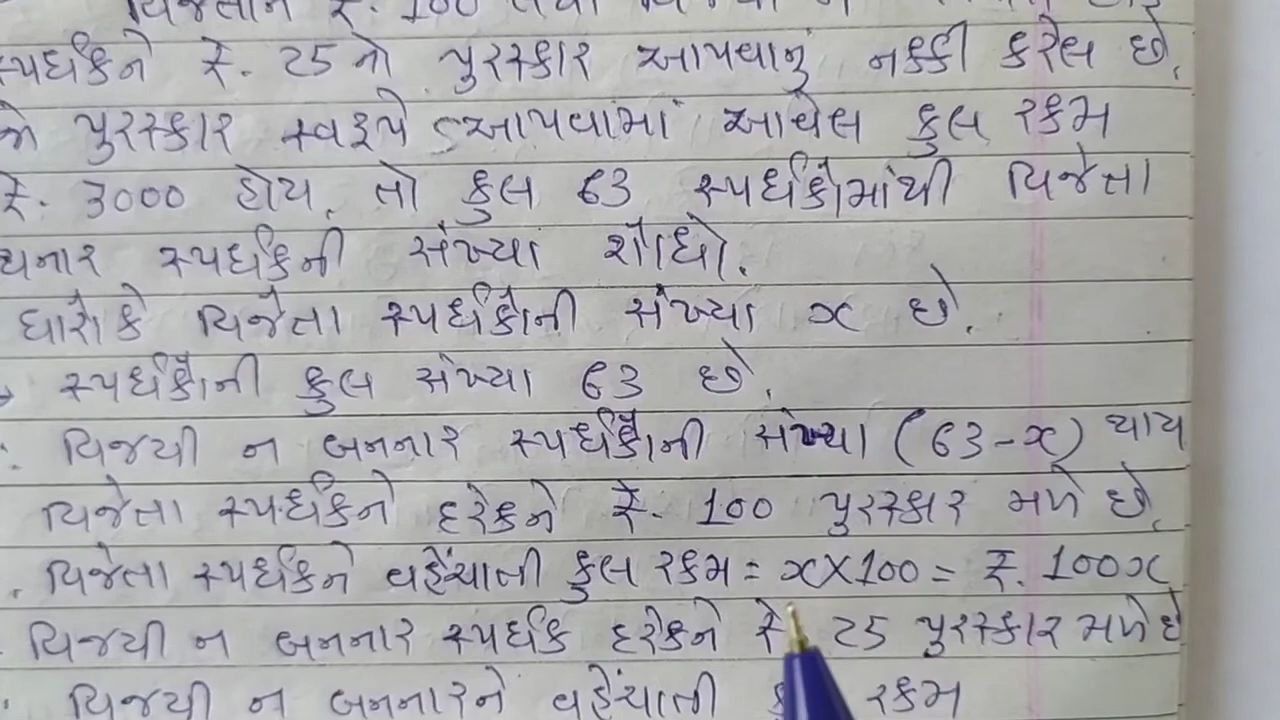 સ્પર્ધકને રૂ. 25નો પુરસ્કાર આપવાનું નક્કી કરેલ છે.
જો પુરસ્કાર સ્વરૂપે આપવામાં આવેલ કુલ રકમ
રૂ. 3000 હોય, તો કુલ 63 સ્પર્ધકોમાંથી વિજેતા
થનાર સ્પર્ધકની સંખ્યા શોધો.
ધારો કે વિજેતા સ્પર્ધકોની સંખ્યા x છે.
સ્પર્ધકોની કુલ સંખ્યા 63 છે.
વિજયી ન બનનાર સ્પર્ધકોની સંખ્યા (63-x) થાય
વિજેતા સ્પર્ધકને દરેકને રૂ. 100 પુરસ્કાર મળે છે.
વિજેતા સ્પર્ધકને વહેંચાતી કુલ રકમ = x×100 = રૂ. 100x
વિજયી ન બનનાર સ્પર્ધક દરેકને રૂ 25 પુરસ્કાર મળે છે
વિજયી ન બનનારને વહેંચાતી રકમ